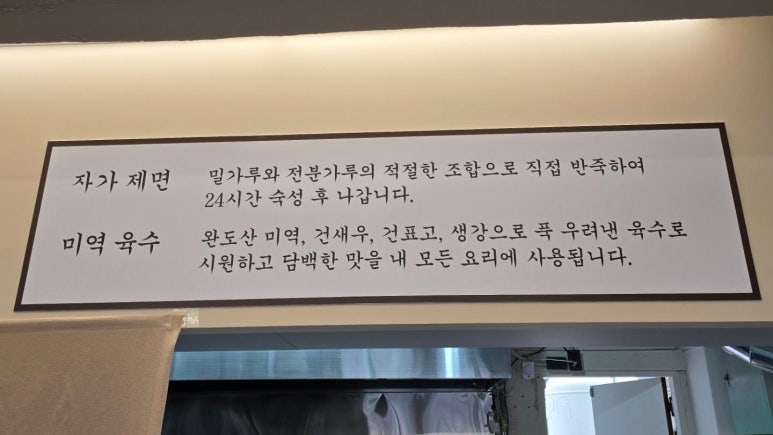 자가 제면 밀가루와 전분가루의 적절한 조합으로 직접 반죽하여
24시간 숙성 후 나갑니다.
미역 육수 완도산 미역, 건새우, 건표고, 생강으로 푹 우려낸 육수로
시원하고 담백한 맛을 내 모든 요리에 사용됩니다.